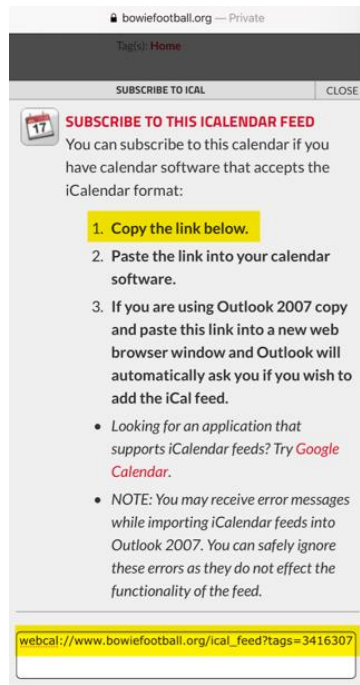 bowiefootball.org — Private
Tag(s): Home
SUBSCRIBE TO ICAL
CLOSE
17
SUBSCRIBE TO THIS ICALENDAR FEED
You can subscribe to this calendar if you
have calendar software that accepts the
iCalendar format:
1. Copy the link below.
2. Paste the link into your calendar
software.
3. If you are using Outlook 2007 copy
and paste this link into a new web
browser window and Outlook will
automatically ask you if you wish to
add the iCal feed.
• Looking for an application that
supports iCalendar feeds? Try Google
Calendar.
• NOTE: You may receive error messages
while importing iCalendar feeds into
Outlook 2007. You can safely ignore
these errors as they do not effect the
functionality of the feed.
webcal://www.bowiefootball.org/ical_feed?tags=3416307